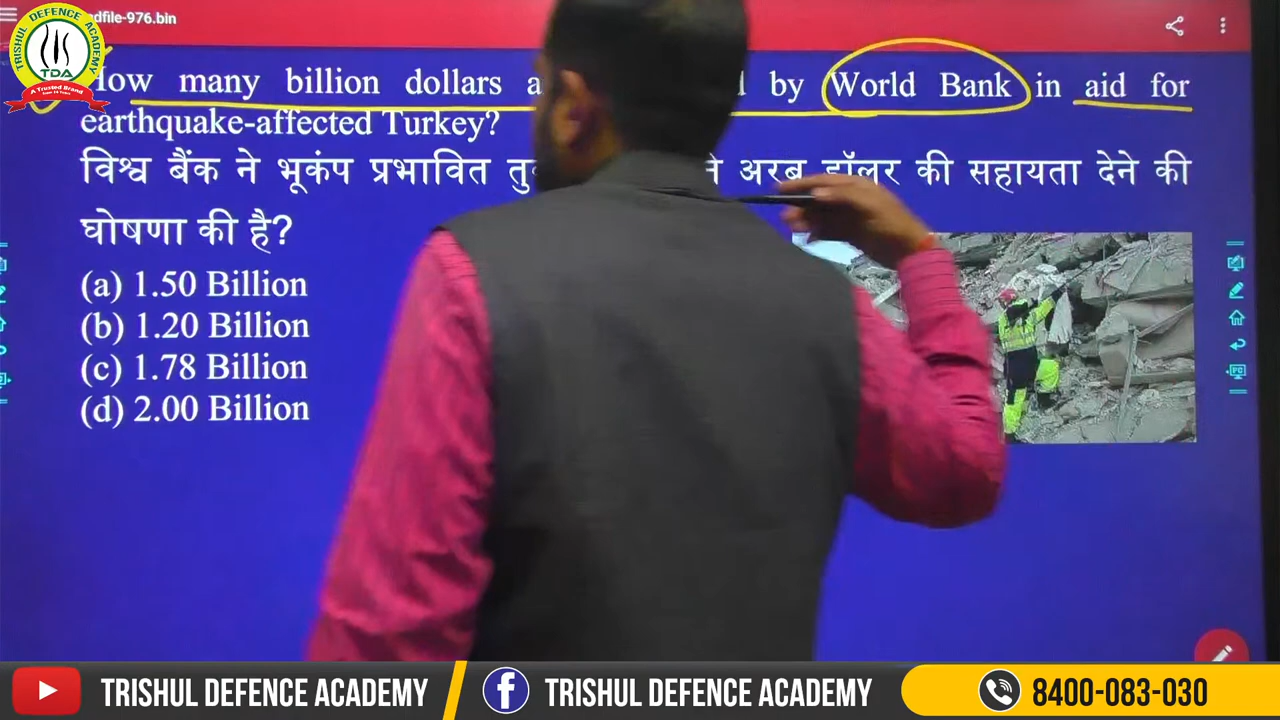 TRISHUL DEFENCE ACADEMY
TDA
A Trusted Brand
dfile-976.bin
How many billion dollars a by World Bank in aid for
earthquake-affected Turkey?
विश्व बैंक ने भूकंप प्रभावित अरब डॉलर की सहायता देने की
घोषणा की है?
(a) 1.50 Billion
(b) 1.20 Billion
(c) 1.78 Billion
(d) 2.00 Billion
TRISHUL DEFENCE ACADEMY TRISHUL DEFENCE ACADEMY 8400-083-030